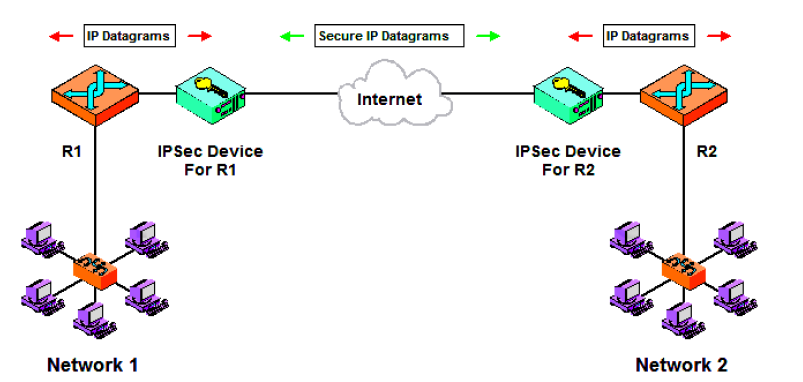 IP Datagrams
Secure IP Datagrams
IP Datagrams
Internet
R1
IPSec Device
For R1
IPSec Device
For R2
R2
Network 1
Network 2